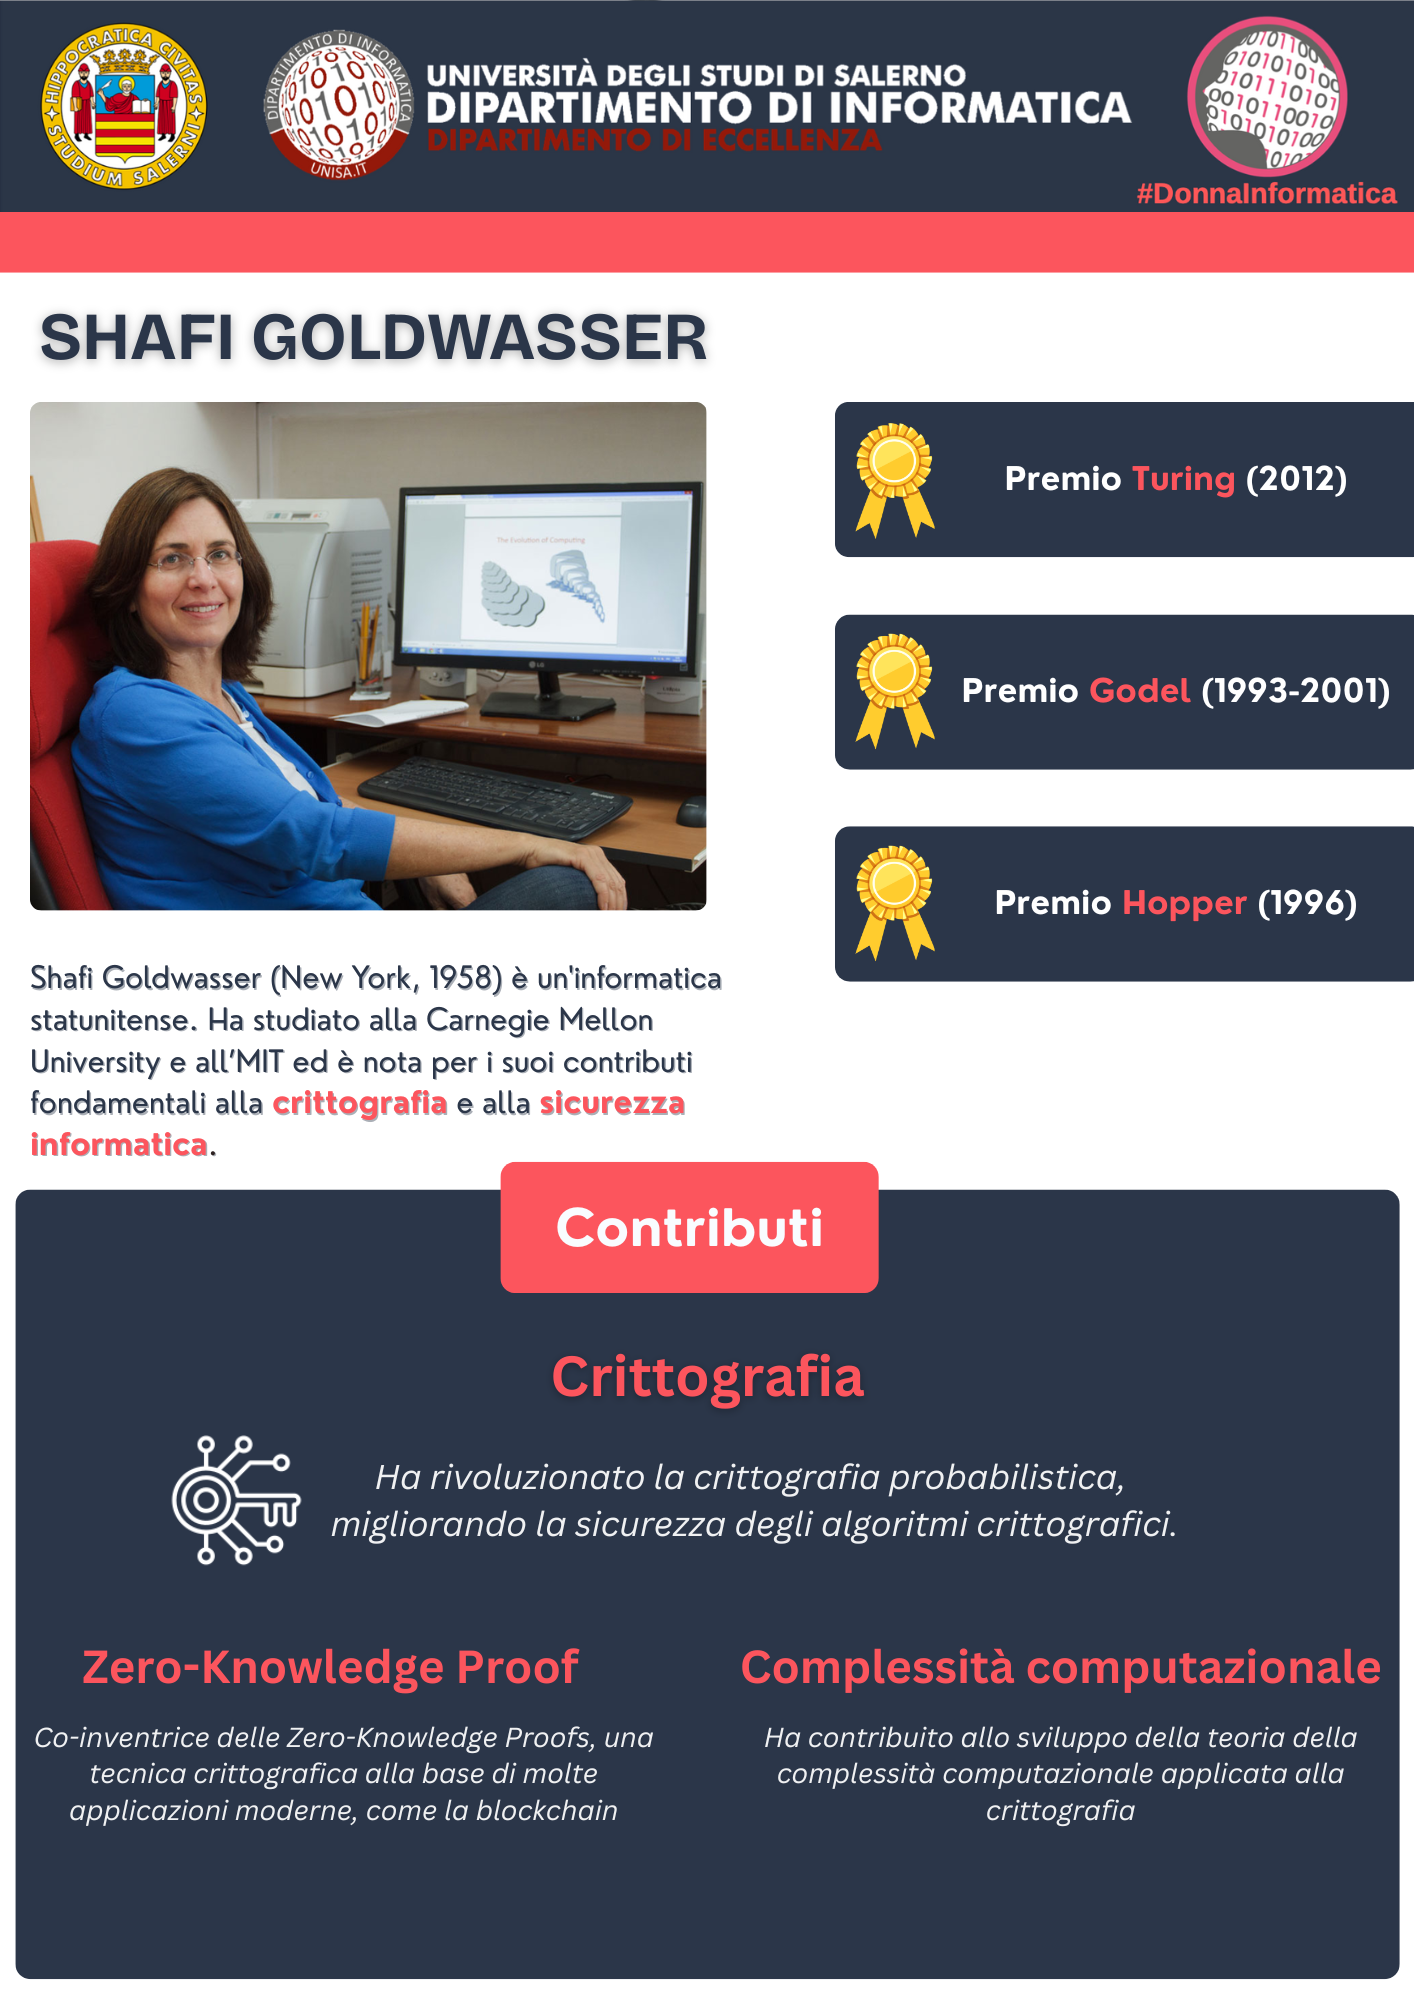 HIPPOCRATICA CIVITAS
STUDIUM SALERNI
DIPARTIMENTO DI INFORMATICA
UNISA.IT
UNIVERSITÀ DEGLI STUDI DI SALERNO
DIPARTIMENTO DI INFORMATICA
DIPARTIMENTO DI ECCELLENZA
#DonnaInformatica
SHAFI GOLDWASSER
The Evolution of Computing
LG
Premio Turing (2012)
Premio Godel (1993-2001)
Premio Hopper (1996)
Shafi Goldwasser (New York, 1958) è un'informatica
statunitense. Ha studiato alla Carnegie Mellon
University e all’MIT ed è nota per i suoi contributi
fondamentali alla crittografia e alla sicurezza
informatica.
Contributi
Crittografia
Ha rivoluzionato la crittografia probabilistica,
migliorando la sicurezza degli algoritmi crittografici.
Zero-Knowledge Proof
Co-inventrice delle Zero-Knowledge Proofs, una
tecnica crittografica alla base di molte
applicazioni moderne, come la blockchain
Complessità computazionale
Ha contribuito allo sviluppo della teoria della
complessità computazionale applicata alla
crittografia